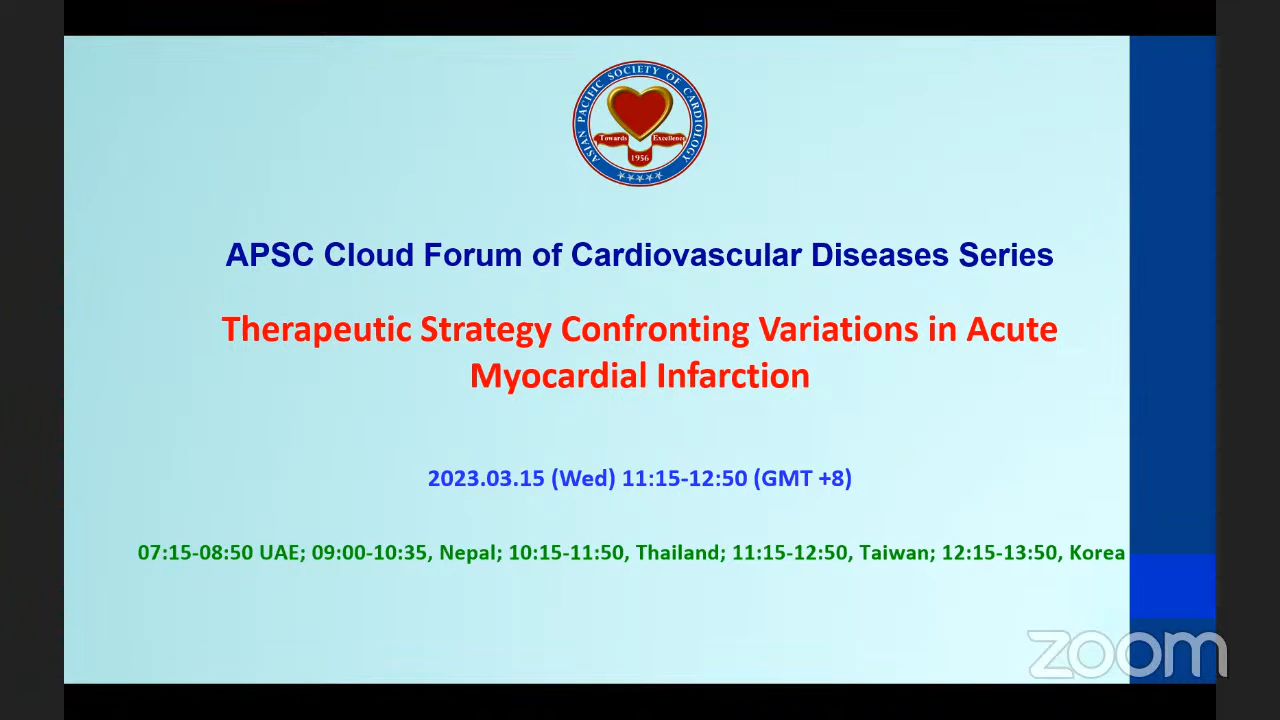 ASIAN PACIFIC SOCIETY OF CARDIOLOGY
Towards Excellence
1956
APSC Cloud Forum of Cardiovascular Diseases Series
Therapeutic Strategy Confronting Variations in Acute
Myocardial Infarction
2023.03.15 (Wed) 11:15-12:50 (GMT +8)
07:15-08:50 UAE; 09:00-10:35, Nepal; 10:15-11:50, Thailand; 11:15-12:50, Taiwan; 12:15-13:50, Korea
zoom